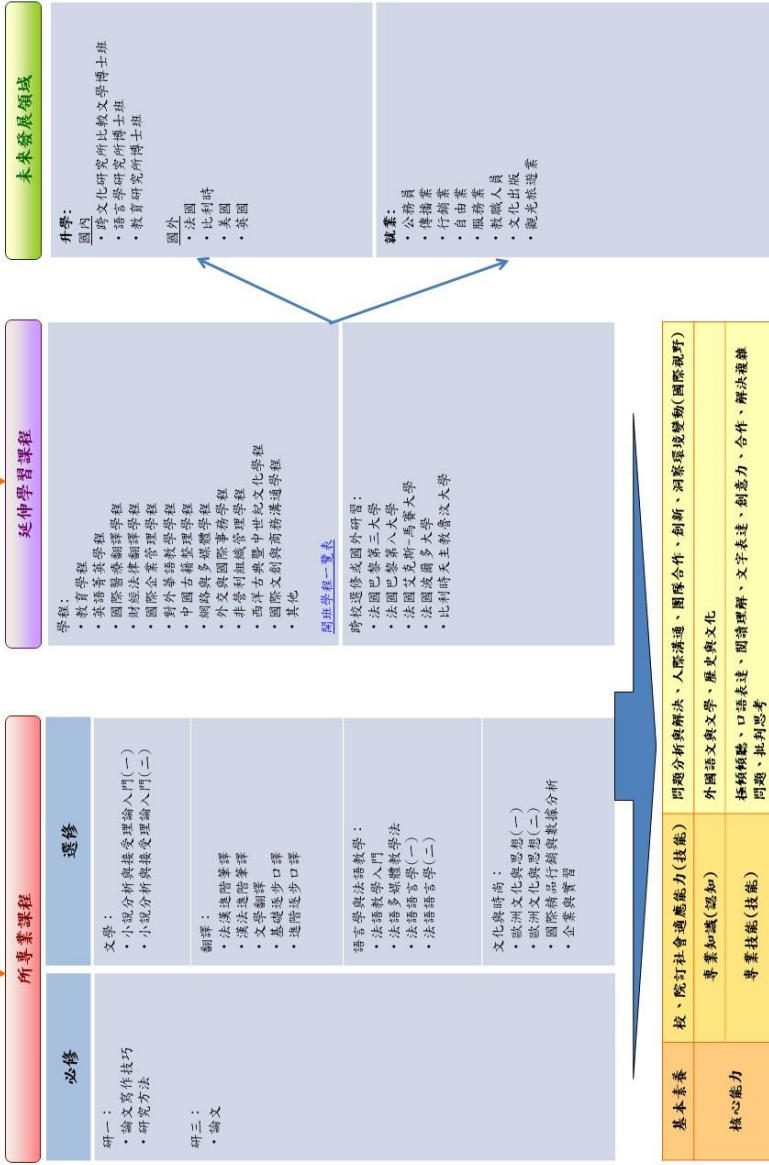 所專業課程
必修
研一：
・論文寫作技巧
・研究方法
研三：
・論文
選修
文學：
・小說分析與接受理論入門(一)
・小說分析與接受理論入門(二)
翻譯：
・法漢進階筆譯
・漢法進階筆譯
・文學翻譯
・基礎逐步口譯
・進階逐步口譯
語言學與法語教學：
・法語教學入門
・法語多媒體教學法
・法語語言學(一)
・法語語言學(二)
文化與時尚：
・歐洲文化與思想(一)
・歐洲文化與思想(二)
・國際精品行銷與數據分析
・企業與實習
延伸學習課程
學程：
・教育學程
・英語菁英學程
・國際醫療翻譯學程
・財經法律翻譯學程
・國際企業管理學程
・對外華語教學學程
・中國古籍整理學程
・網路與多媒體學程
・外交與國際事務學程
・非營利組織管理學程
・西洋古典暨中世紀文化學程
・國際文創與商務溝通學程
・其他
開班學程一覽表
跨校選修或國外研習：
・法國巴黎第三大學
・法國巴黎第八大學
・法國艾克斯-馬賽大學
・法國波爾多大學
・比利時天主教魯汶大學
未來發展領域
升學：
國內
・跨文化研究所比較文學博士班
・語言學研究所博士班
・教育研究所博士班
國外
・法國
・比利時
・美國
・英國
就業：
・公務員
・傳播業
・行銷業
・自由業
・服務業
・教職人員
・文化出版
・觀光旅遊業
基本素養
校、院訂社會適應能力(技能)
問題分析與解決、人際溝通、團隊合作、創新、洞察環境變動(國際視野)
核心能力
專業知識(認知)
外國語文與文學、歷史與文化
專業技能(技能)
極傾傾聽、口語表達、閱讀理解、文字表達、創意力、合作、解決複雜
問題、批判思考